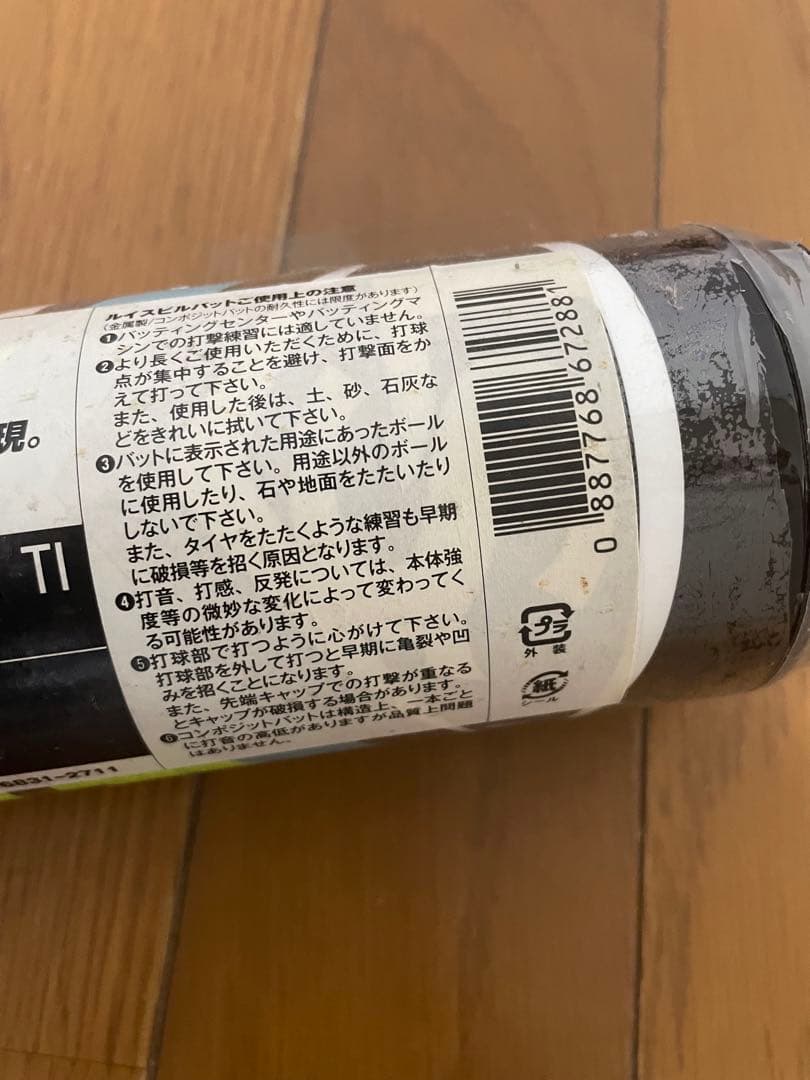 ルイスビルバットご使用上の注意
(金属製/コンポジットバットの耐久性には限度があります)
❶バッティングセンターやバッティングマ
シンでの打撃練習には適していません。
❷より長くご使用いただくために、打球
点が集中することを避け、打撃面をか
えて打って下さい。
また、使用した後は、土、砂、石灰な
どをきれいに拭いて下さい。
❸バットに表示された用途にあったボール
を使用して下さい。用途以外のボール
に使用したり、石や地面をたたいたり
しないで下さい。
また、タイヤをたたくような練習も早期
に破損等を招く原因となります。
❹打音、打感、反発については、本体強
度等の微妙な変化によって変わってく
る可能性があります。
❺打球部で打つように心がけて下さい。
打球部を外して打つと早期に亀裂や凹
みを招くことになります。
また、先端キャップでの打撃が重なる
とキャップが破損する場合があります。
❻コンポジットバットは構造上、一本ごと
に打音の高低がありますが品質上問題
はありません。
現。
TI
6831-2711
0 887768 672881
プラ
外装
紙
シール